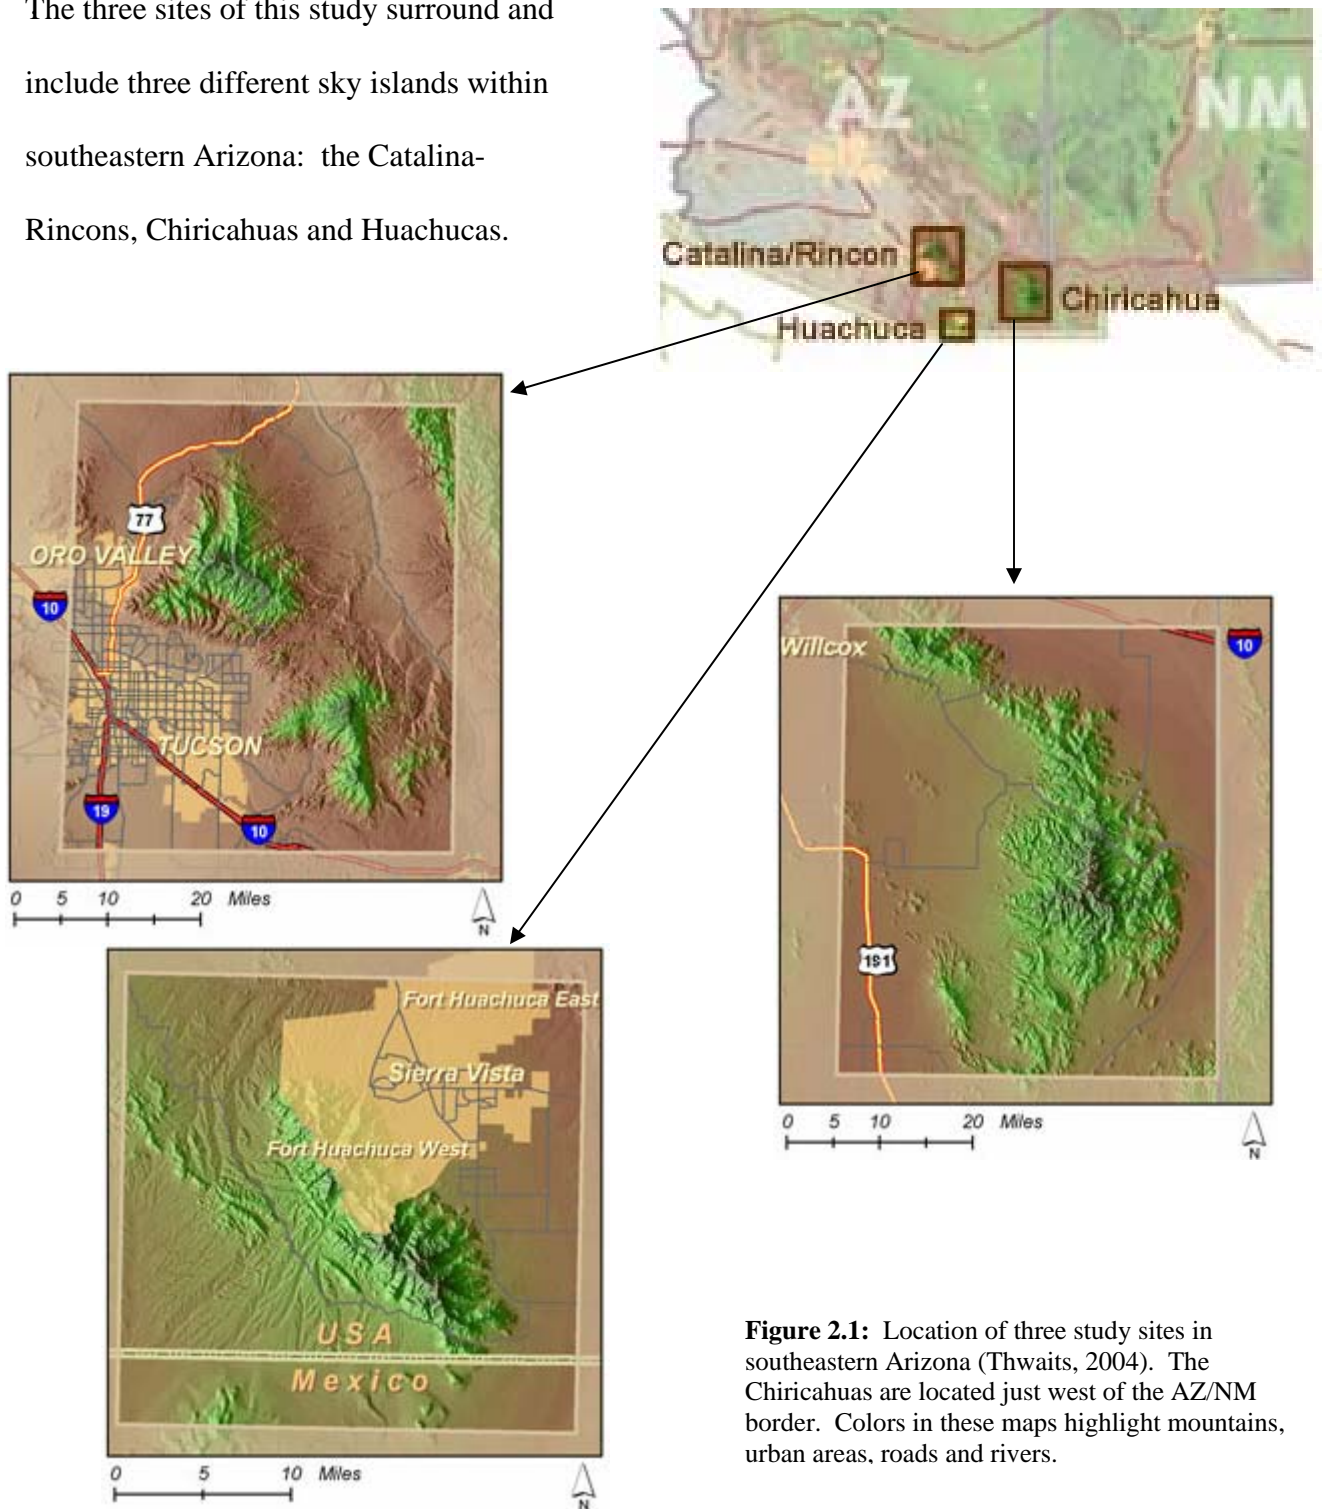 The three sites of this study surround and
include three different sky islands within
southeastern Arizona: the Catalina-
Rincons, Chiricahuas and Huachucas.
AZ
NM
Catalina/Rincon
Chiricahua
Huachuca
77
ORO VALLEY
10
TUCSON
19
10
0 5 10 20 Miles
N
Willcox
10
191
0 5 10 20 Miles
N
Fort Huachuca East
Sierra Vista
Fort Huachuca West
USA
Mexico
0 5 10 Miles
N
Figure 2.1: Location of three study sites in
southeastern Arizona (Thwaits, 2004). The
Chiricahuas are located just west of the AZ/NM
border. Colors in these maps highlight mountains,
urban areas, roads and rivers.